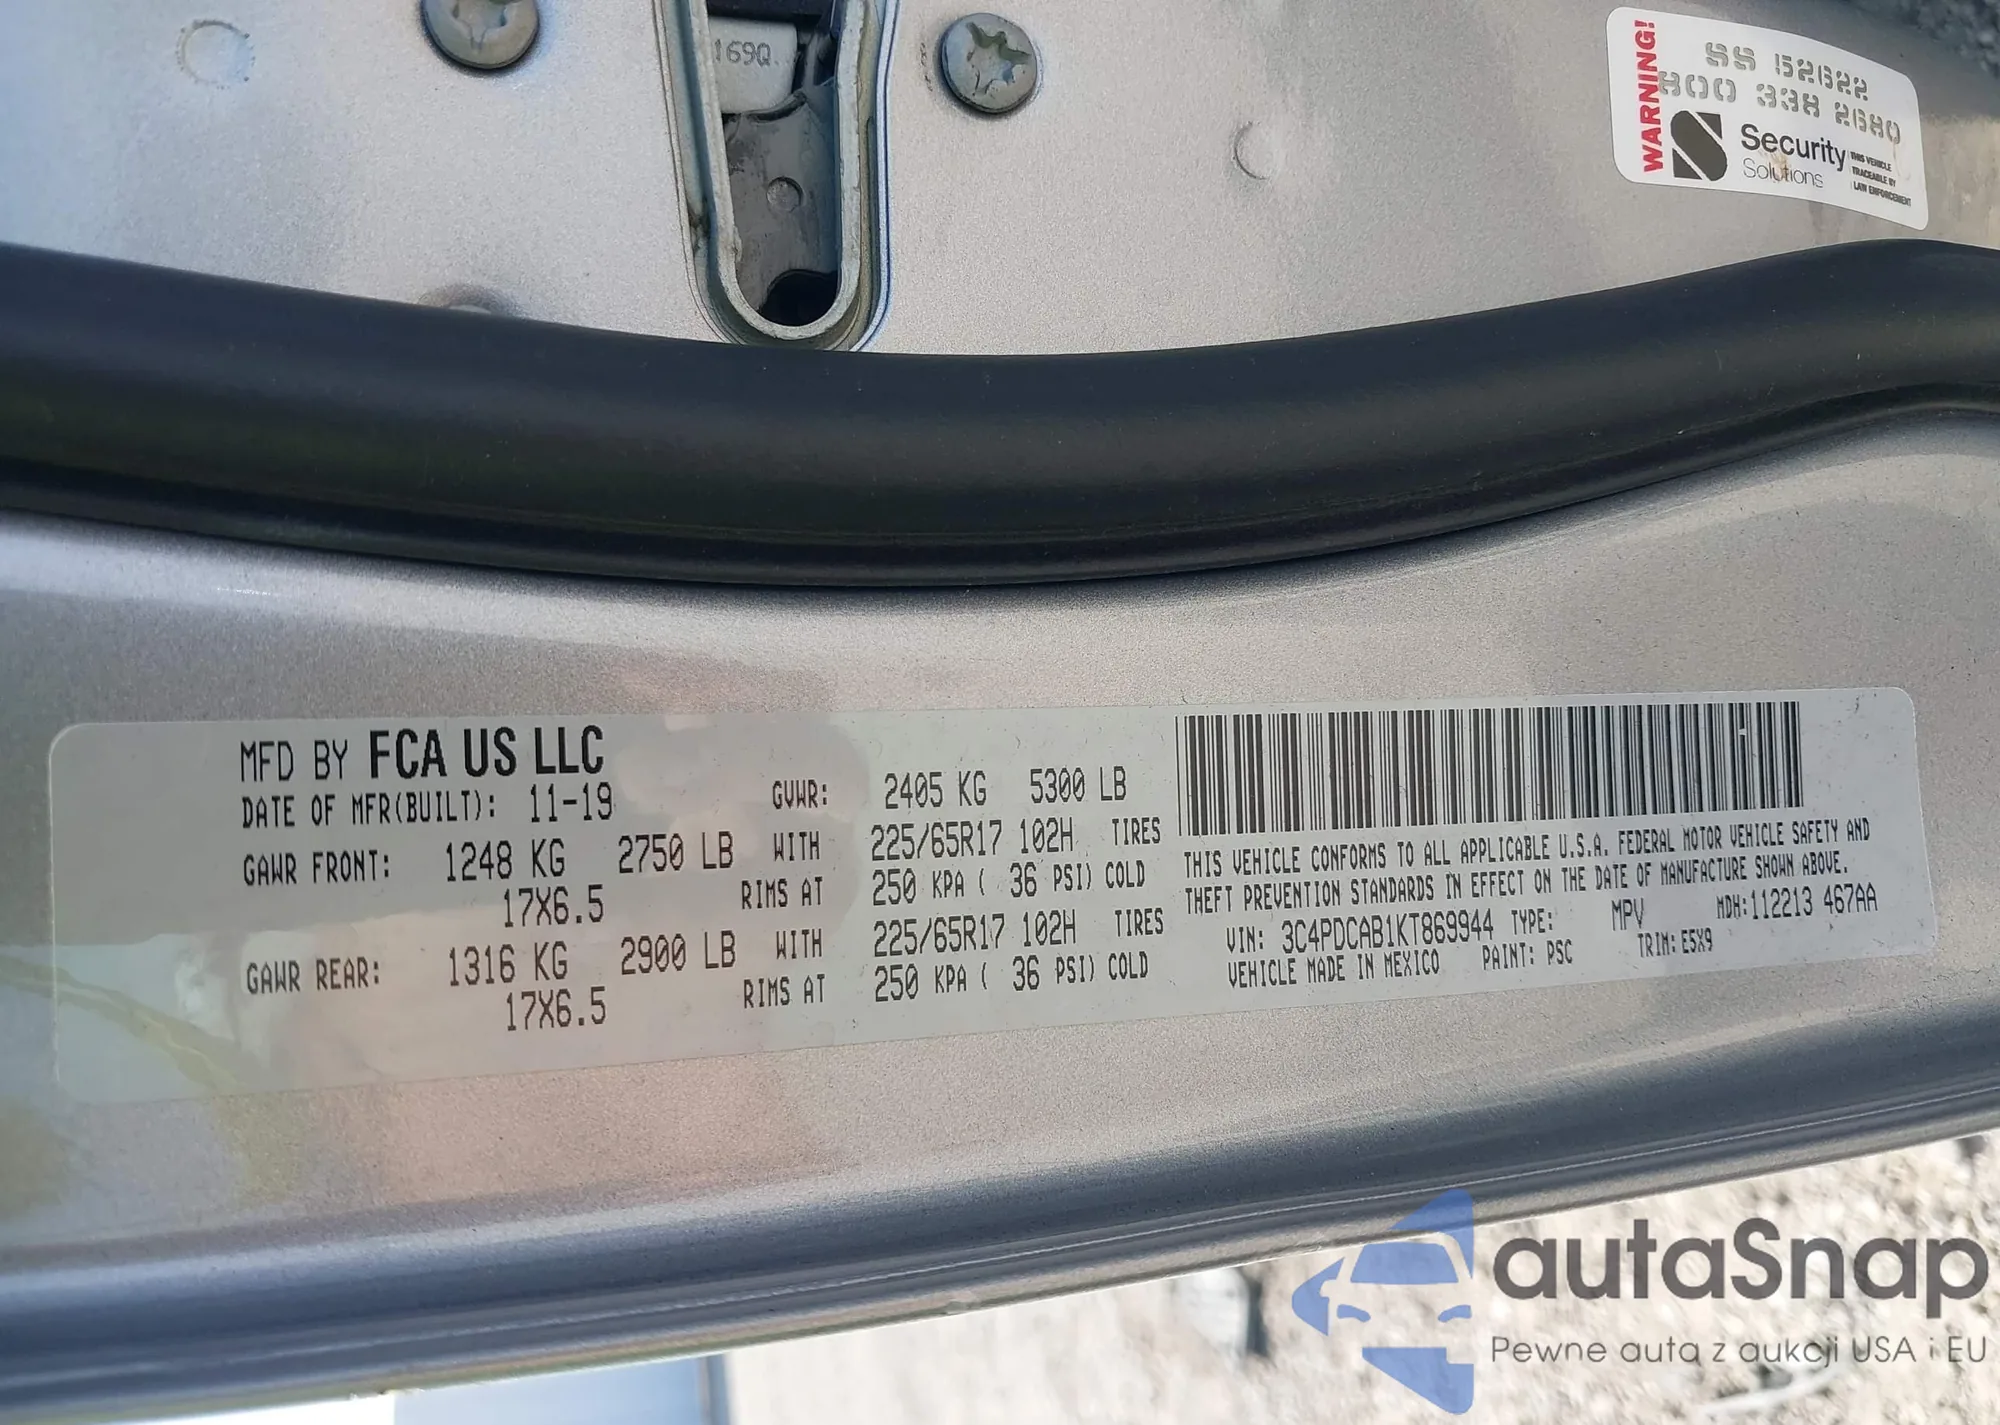 169Q
WARNING!
SS 52622
800 338 2680
Security
Solutions
THIS VEHICLE
TRACEABLE BY
LAW ENFORCEMENT
MFD BY FCA US LLC
DATE OF MFR(BUILT): 11-19
GVWR: 2405 KG 5300 LB
GAWR FRONT: 1248 KG 2750 LB WITH 225/65R17 102H TIRES
17X6.5 RIMS AT 250 KPA ( 36 PSI) COLD
GAWR REAR: 1316 KG 2900 LB WITH 225/65R17 102H TIRES
17X6.5 RIMS AT 250 KPA ( 36 PSI) COLD
THIS VEHICLE CONFORMS TO ALL APPLICABLE U.S.A. FEDERAL MOTOR VEHICLE SAFETY AND
THEFT PREVENTION STANDARDS IN EFFECT ON THE DATE OF MANUFACTURE SHOWN ABOVE.
VIN: 3C4PDCAB1KT869944 TYPE: MPV MDH:112213 467AA
VEHICLE MADE IN MEXICO PAINT: PSC TRIM: E5X9
autaSnap
Pewne auta z aukcji USA i EU